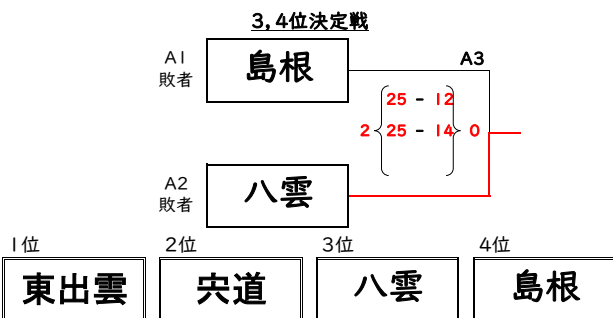 3,4位決定戦
A1
敗者
島根
A3
25 - 12
2 25 - 14 0
A2
敗者
八雲
1位 2位 3位 4位
東出雲 宍道 八雲 島根